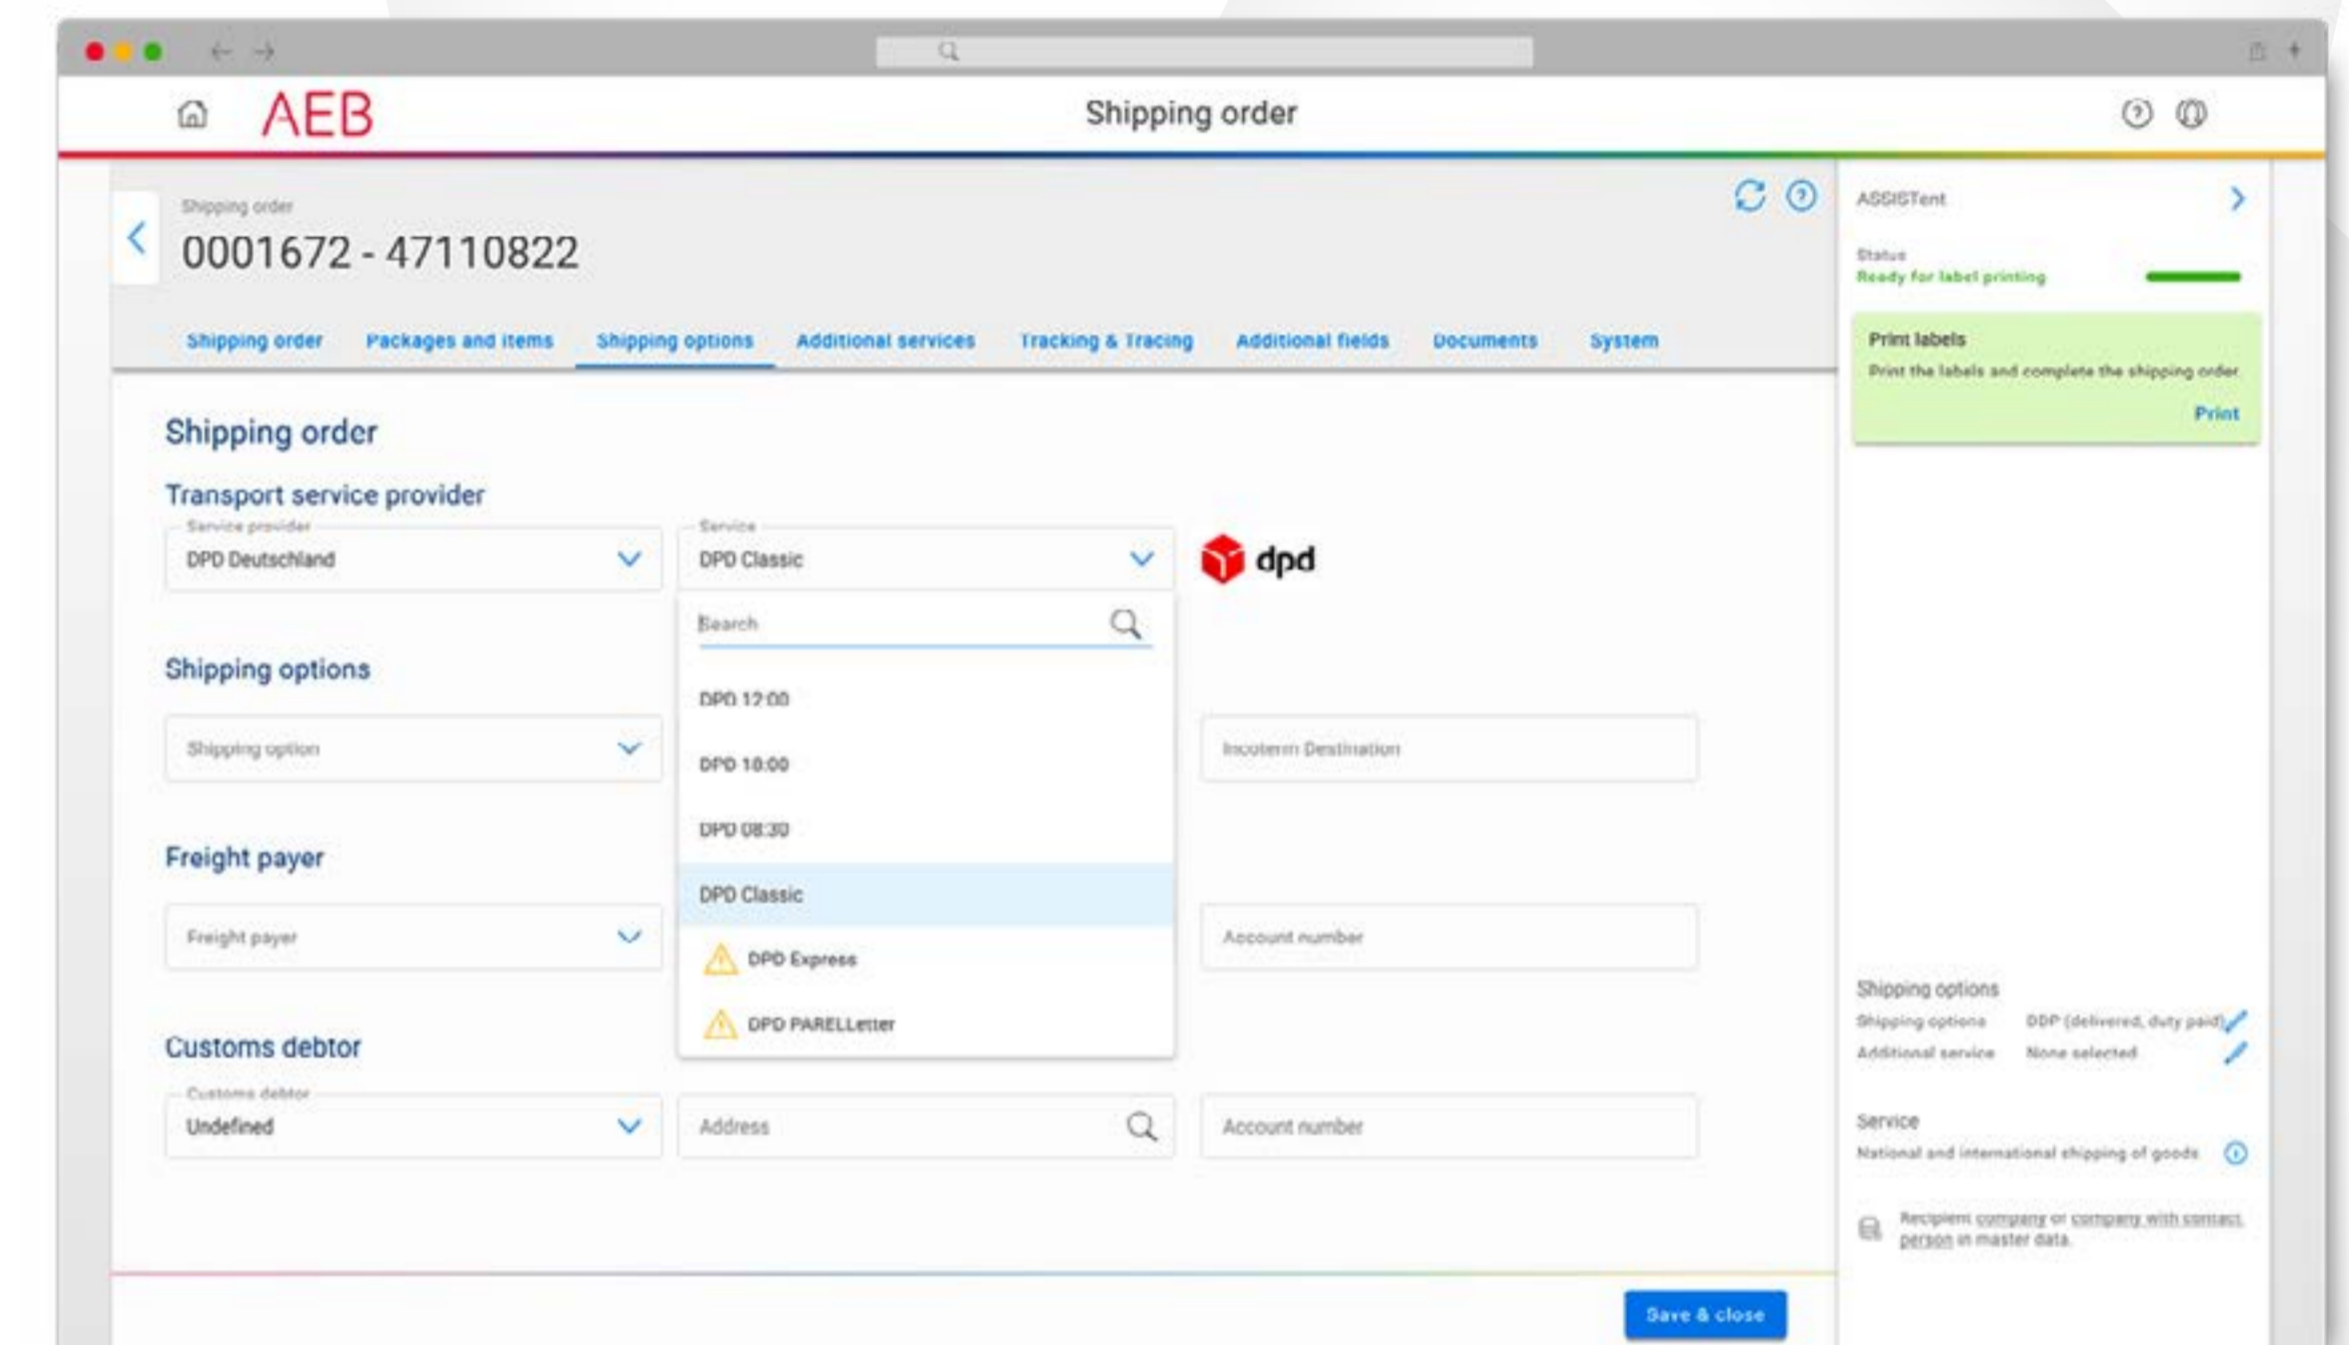 AEB
Shipping order
Shipping order
0001672 - 47110822
Shipping order Packages and items Shipping options Additional services Tracking & Tracing Additional fields Documents System
Shipping order
Transport service provider
Service provider
DPD Deutschland
Service
DPD Classic
dpd
Search
DPD 12:00
DPD 18:00
DPD 08:30
DPD Classic
DPD Express
DPD PARELLetter
Shipping options
Shipping option
Incoterm Destination
Freight payer
Freight payer
Account number
Customs debtor
Customs debtor
Undefined
Address
Account number
Save & close
ASSISTent
Status
Ready for label printing
Print labels
Print the labels and complete the shipping order
Print
Shipping options
Shipping options DDP (delivered, duty paid)
Additional service None selected
Service
National and international shipping of goods
Recipient company or company with contact
person in master data.